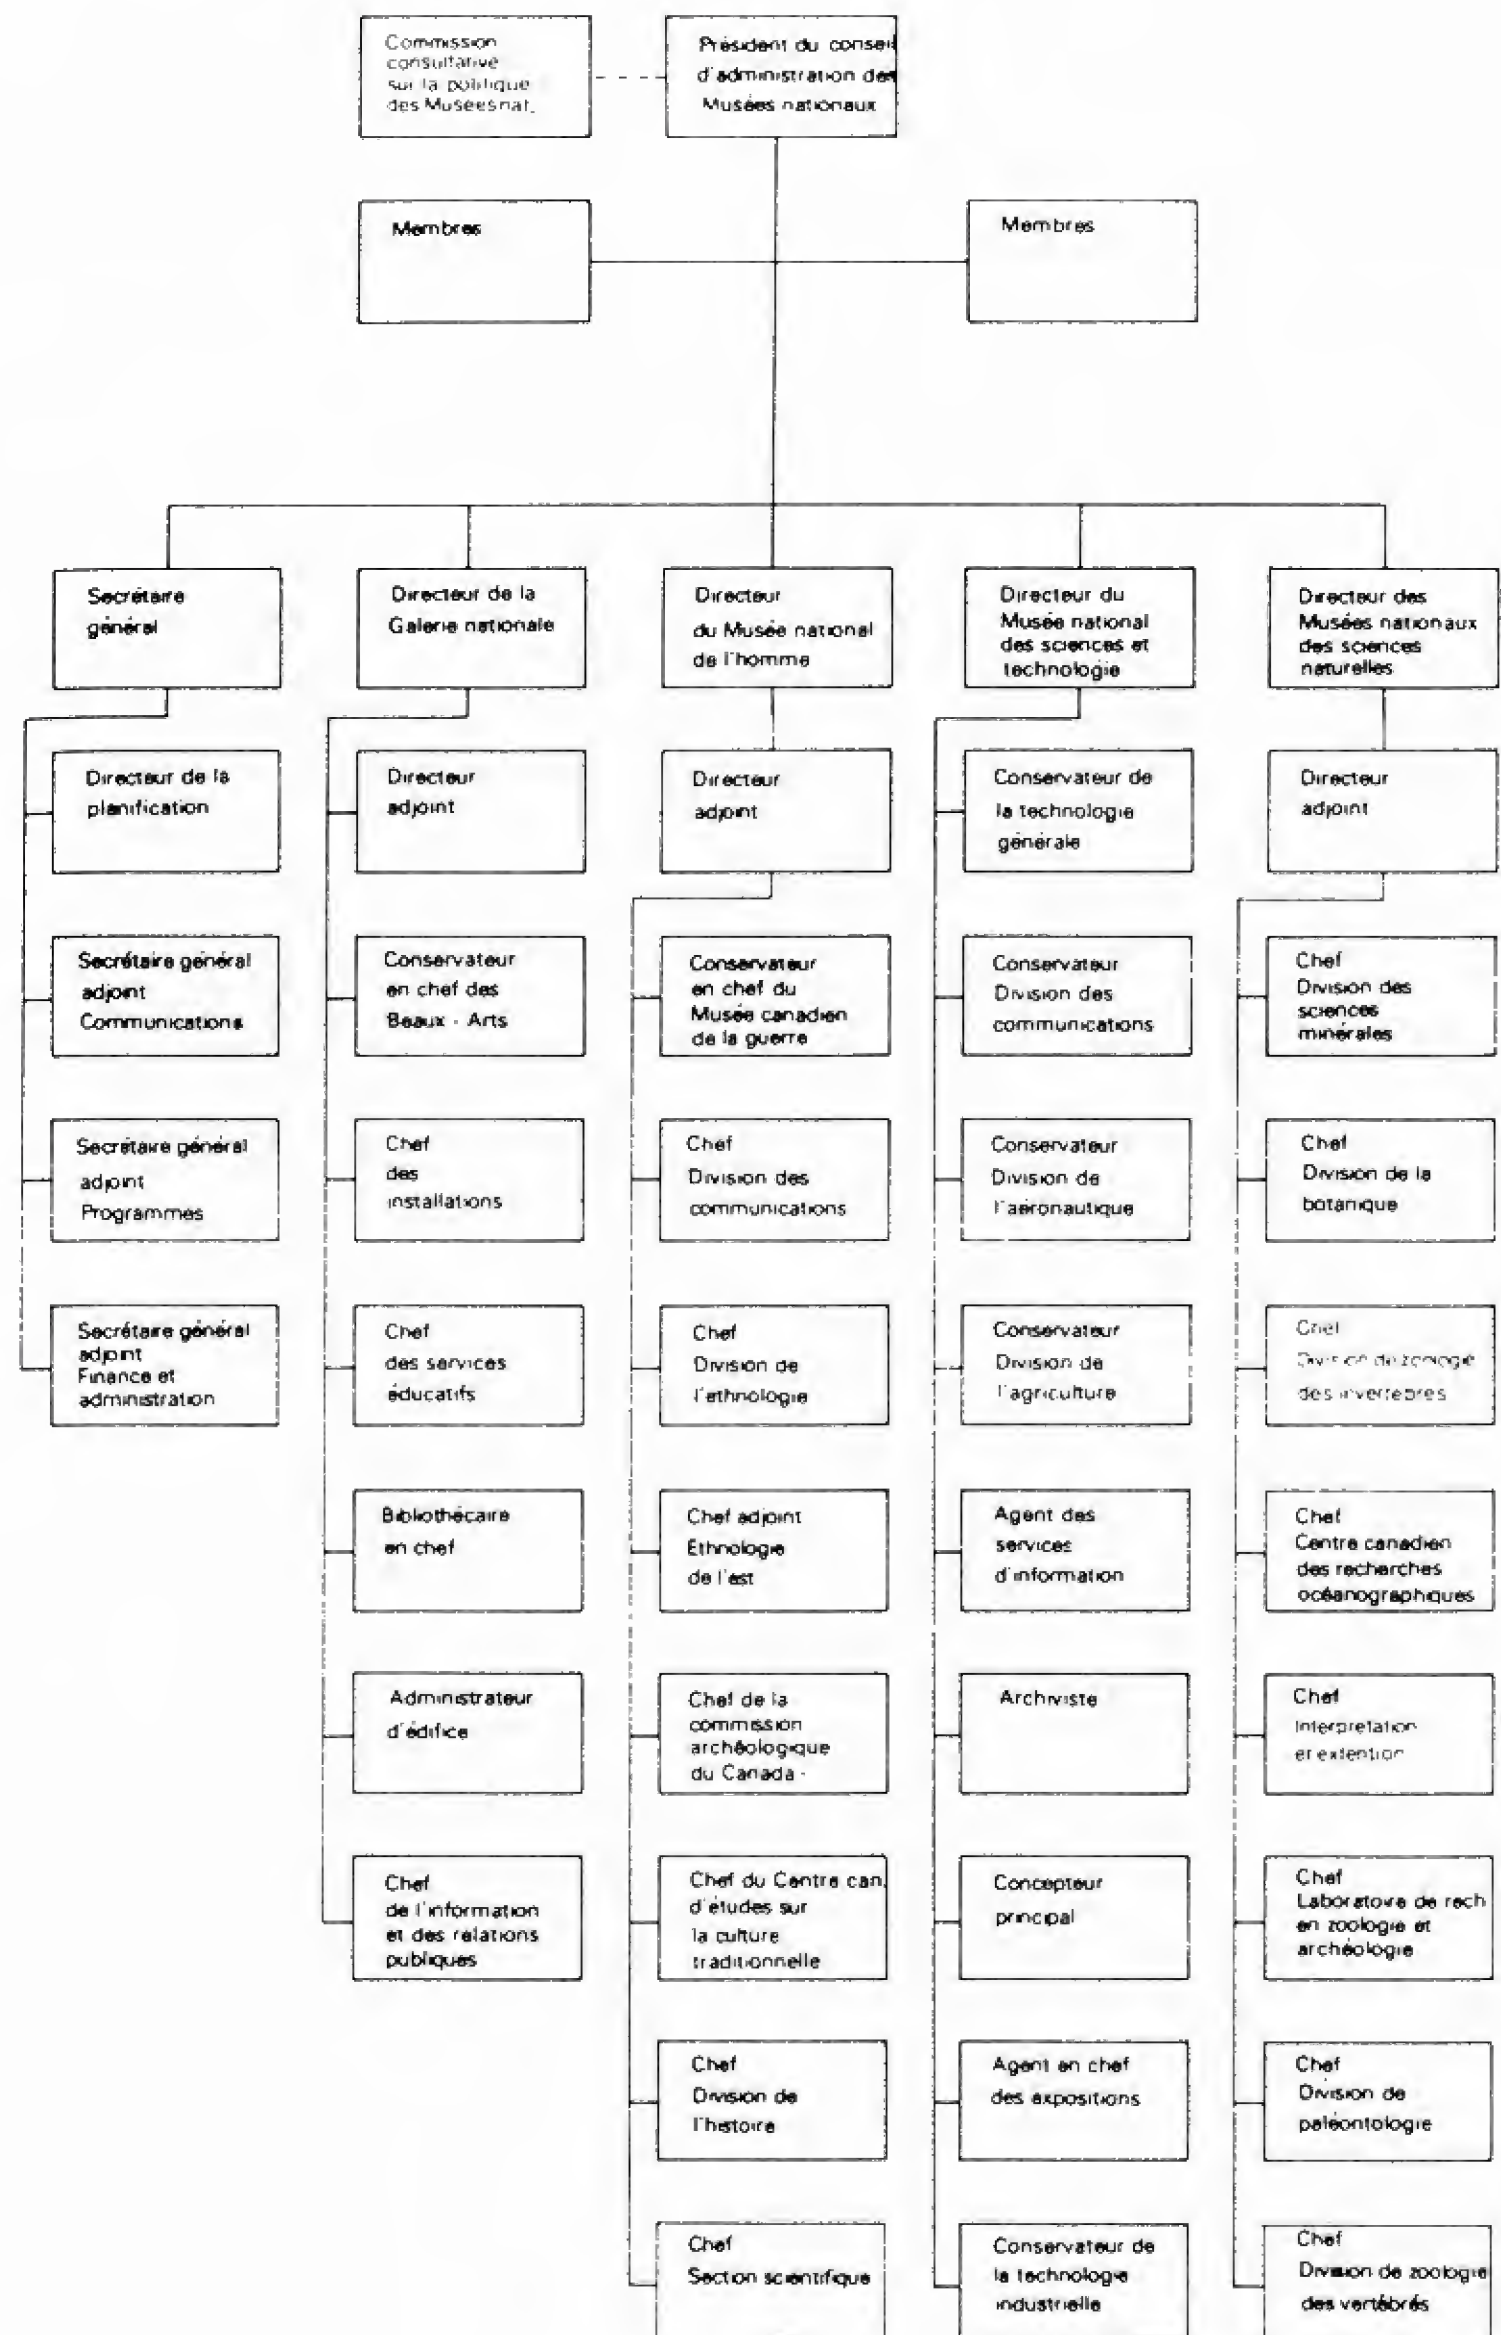 Commission
consultative
sur la politique
des Musées nat.
Président du conseil
d'administration des
Musées nationaux
Membres
Membres
Secrétaire
général
Directeur de la
Galerie nationale
Directeur
du Musée national
de l'homme
Directeur du
Musée national
des sciences et
technologie
Directeur des
Musées nationaux
des sciences
naturelles
Directeur de la
planification
Directeur
adjoint
Directeur
adjoint
Conservateur de
la technologie
générale
Directeur
adjoint
Secrétaire général
adjoint
Communications
Conservateur
en chef des
Beaux - Arts
Conservateur
en chef du
Musée canadien
de la guerre
Conservateur
Division des
communications
Chef
Division des
sciences
minérales
Secrétaire général
adjoint
Programmes
Chef
des
installations
Chef
Division des
communications
Conservateur
Division de
l'aéronautique
Chef
Division de la
botanique
Secrétaire général
adjoint
Finance et
administration
Chef
des services
éducatifs
Chef
Division de
l'ethnologie
Conservateur
Division de
l'agriculture
Chef
Division de zoologie
des invertébrés
Bibliothécaire
en chef
Chef adjoint
Ethnologie
de l'est
Agent des
services
d'information
Chef
Centre canadien
des recherches
océanographiques
Administrateur
d'édifice
Chef de la
commission
archéologique
du Canada -
Archiviste
Chef
Interprétation
et extention
Chef
de l'information
et des relations
publiques
Chef du Centre can.
d'études sur
la culture
traditionnelle
Concepteur
principal
Chef
Laboratoire de rech
en zoologie et
archéologie
Chef
Division de
l'histoire
Agent en chef
des expositions
Chef
Division de
paléontologie
Chef
Section scientifique
Conservateur de
la technologie
industrielle
Chef
Division de zoologie
des vertébrés